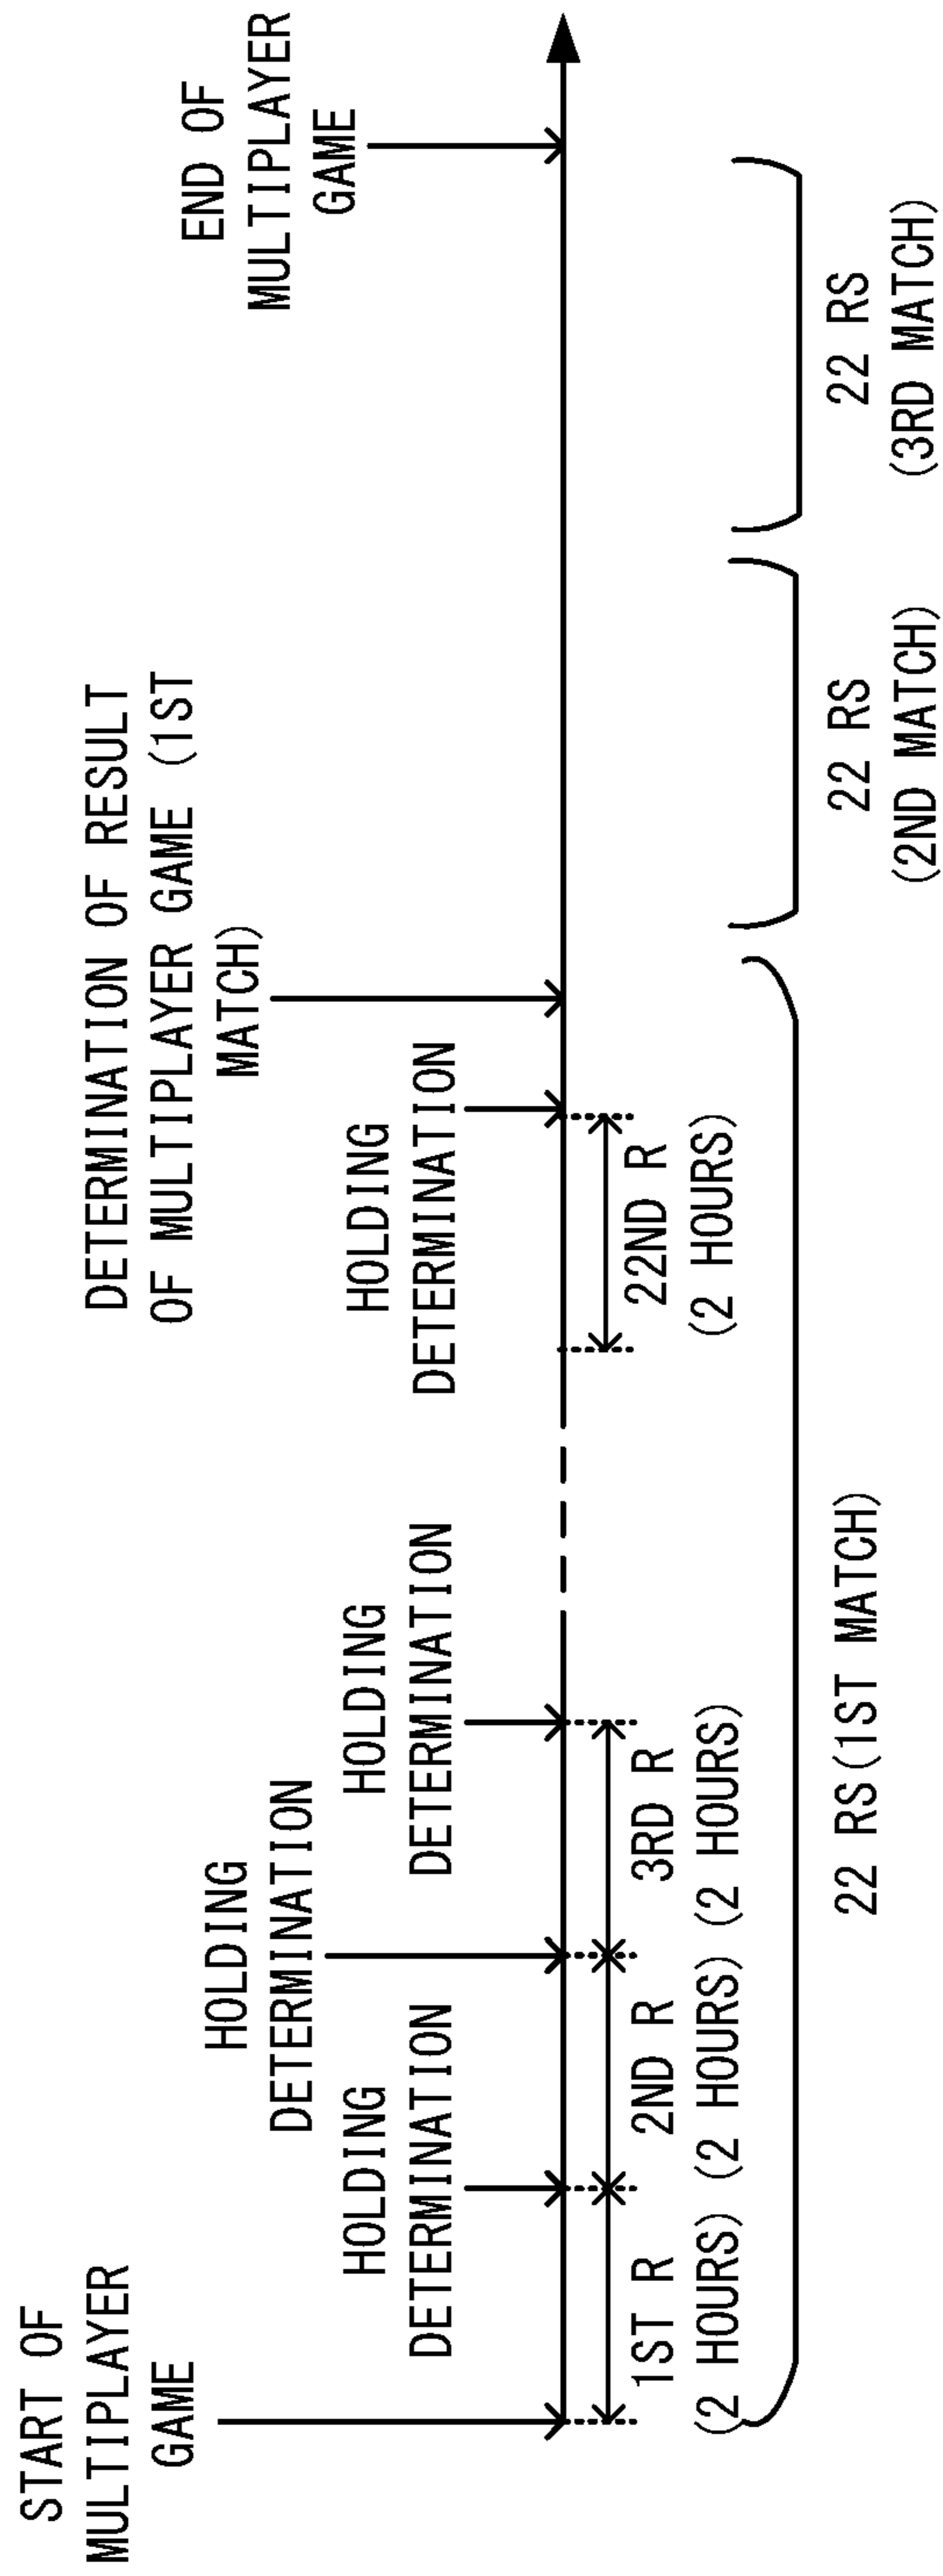 START OF
MULTIPLAYER
GAME
HOLDING
DETERMINATION
HOLDING
DETERMINATION
HOLDING
DETERMINATION
DETERMINATION OF RESULT
OF MULTIPLAYER GAME (1ST
MATCH)
HOLDING
DETERMINATION
END OF
MULTIPLAYER
GAME
1ST R
(2 HOURS)
2ND R
(2 HOURS)
3RD R
(2 HOURS)
22ND R
(2 HOURS)
22 RS(1ST MATCH)
22 RS
(2ND MATCH)
22 RS
(3RD MATCH)